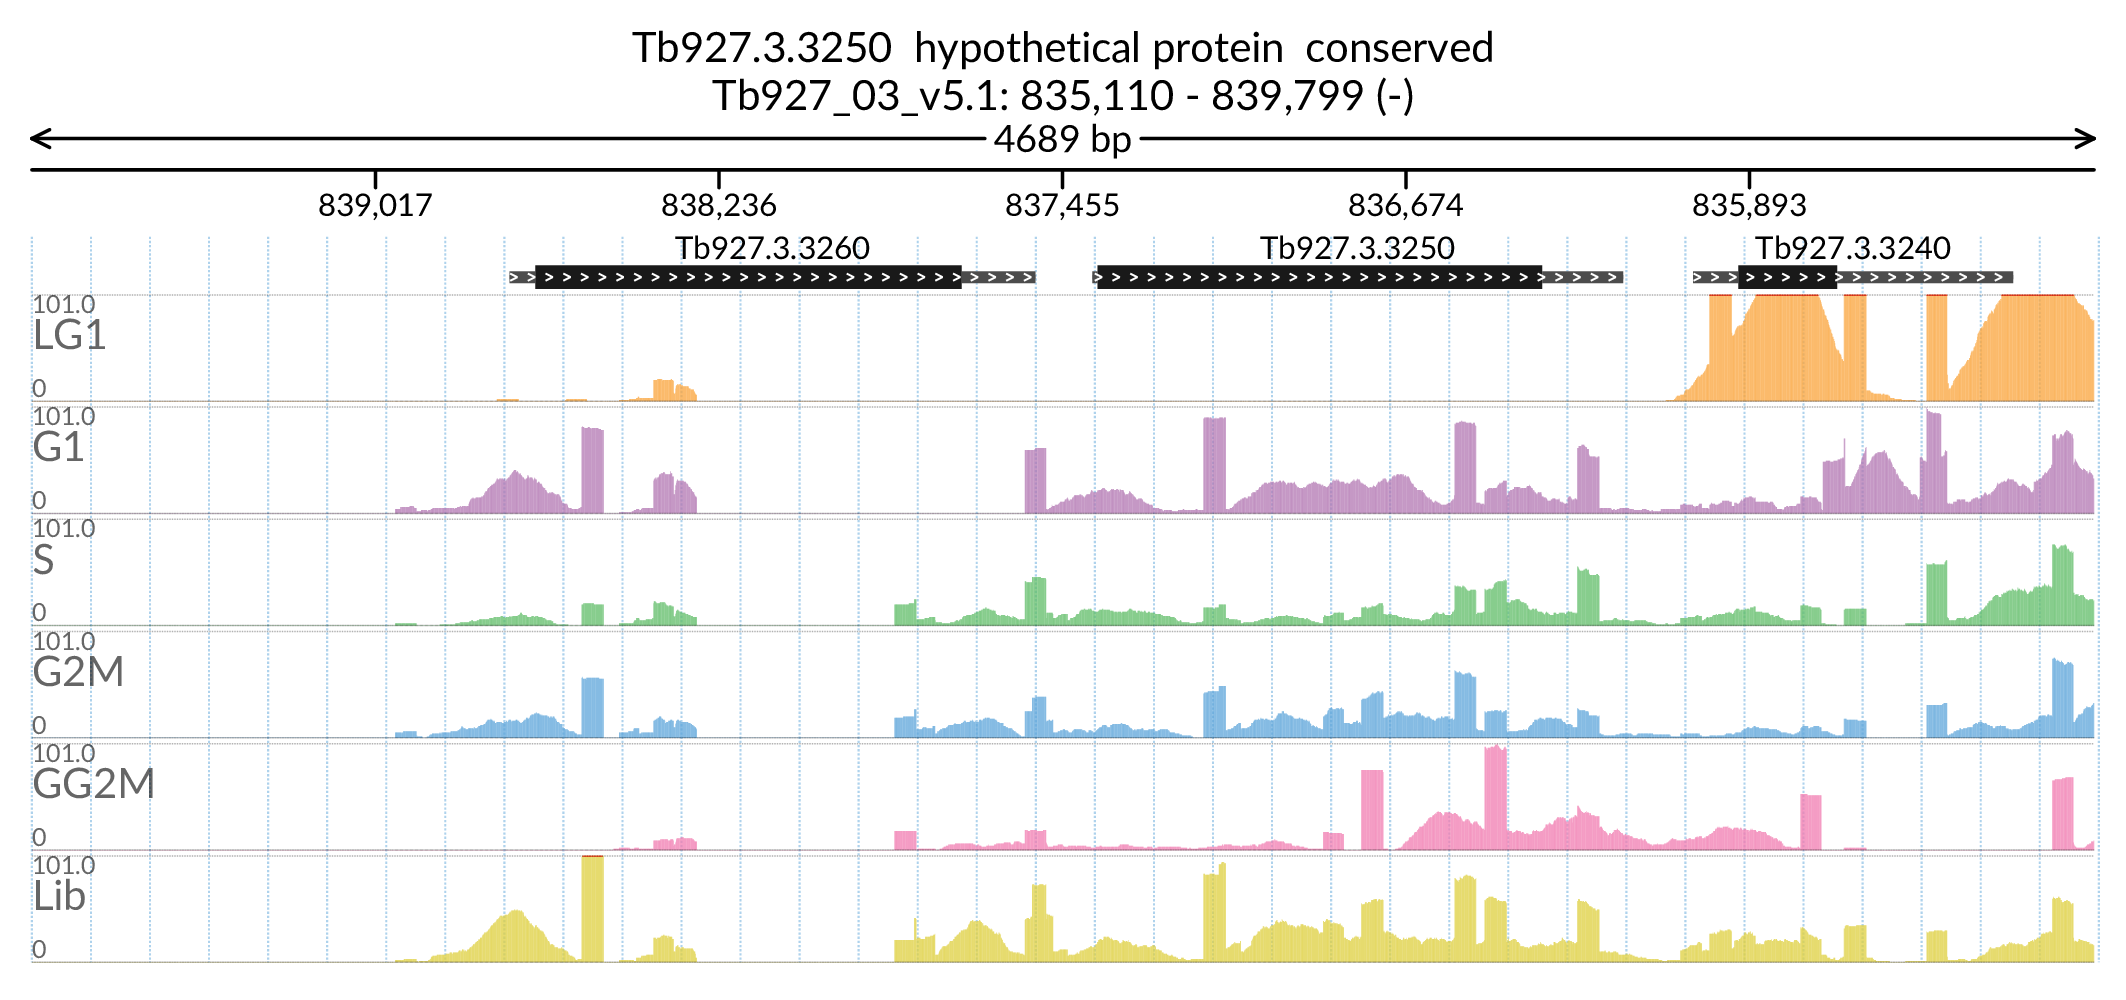 Tb927.3.3250 hypothetical protein conserved
Tb927_03_v5.1: 835,110 - 839,799 (-)
4689 bp
839,017 838,236 837,455 836,674 835,893
Tb927.3.3260 Tb927.3.3250 Tb927.3.3240
101.0
LG1
0
101.0
G1
0
101.0
S
0
101.0
G2M
0
101.0
GG2M
0
101.0
Lib
0